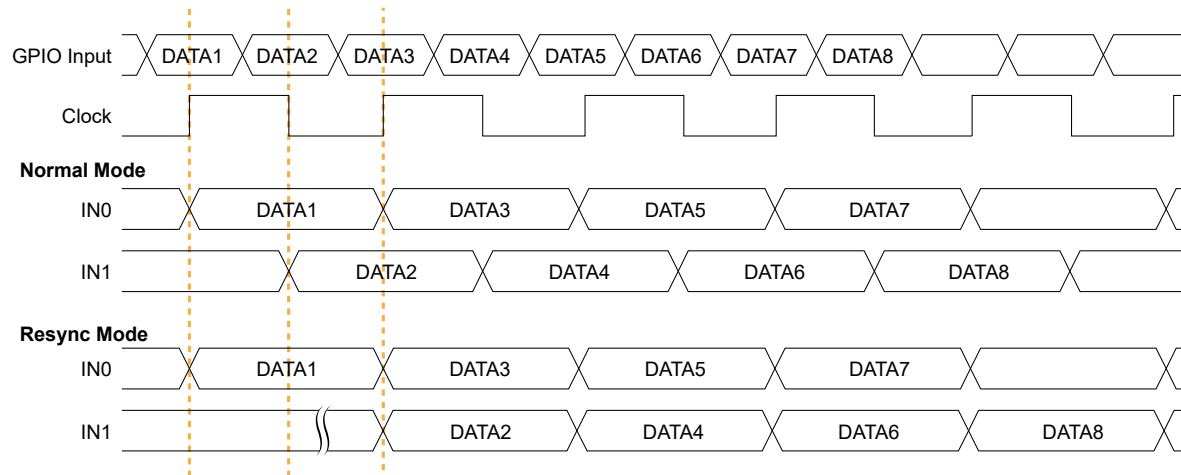 GPIO Input DATA1 DATA2 DATA3 DATA4 DATA5 DATA6 DATA7 DATA8
Clock
Normal Mode
IN0 DATA1 DATA3 DATA5 DATA7
IN1 DATA2 DATA4 DATA6 DATA8
Resync Mode
IN0 DATA1 DATA3 DATA5 DATA7
IN1 DATA2 DATA4 DATA6 DATA8